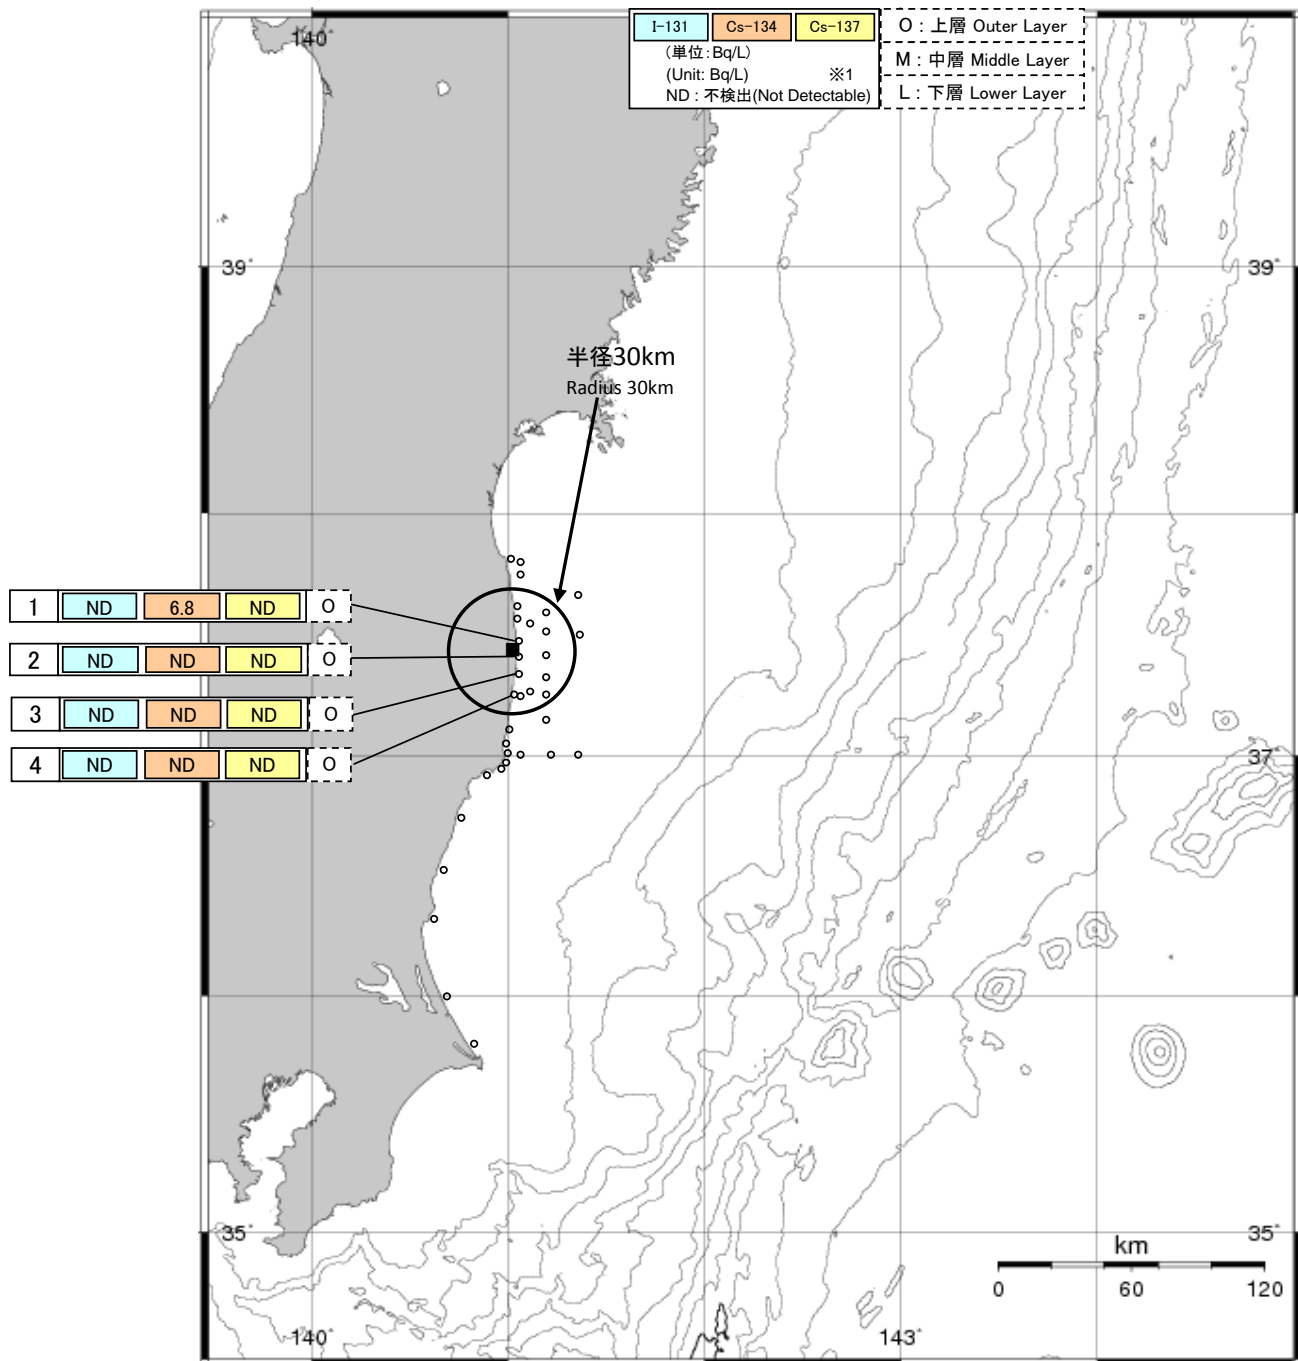 140°
I-131 Cs-134 Cs-137
(単位:Bq/L)
(Unit: Bq/L) ※1
ND : 不検出(Not Detectable)
O : 上層 Outer Layer
M : 中層 Middle Layer
L : 下層 Lower Layer
39° 39°
半径30km
Radius 30km
1 ND 6.8 ND O
2 ND ND ND O
3 ND ND ND O
4 ND ND ND O
37°
35° 35°
km
0 60 120
140° 143°